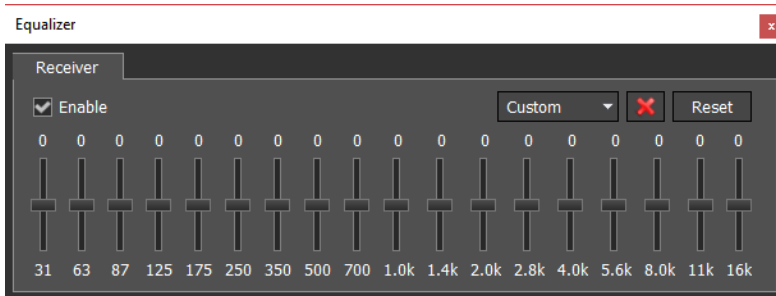 Equalizer
x
Receiver
Enable
Custom
Reset
0 0 0 0 0 0 0 0 0 0 0 0 0 0 0 0 0 0
31 63 87 125 175 250 350 500 700 1.0k 1.4k 2.0k 2.8k 4.0k 5.6k 8.0k 11k 16k